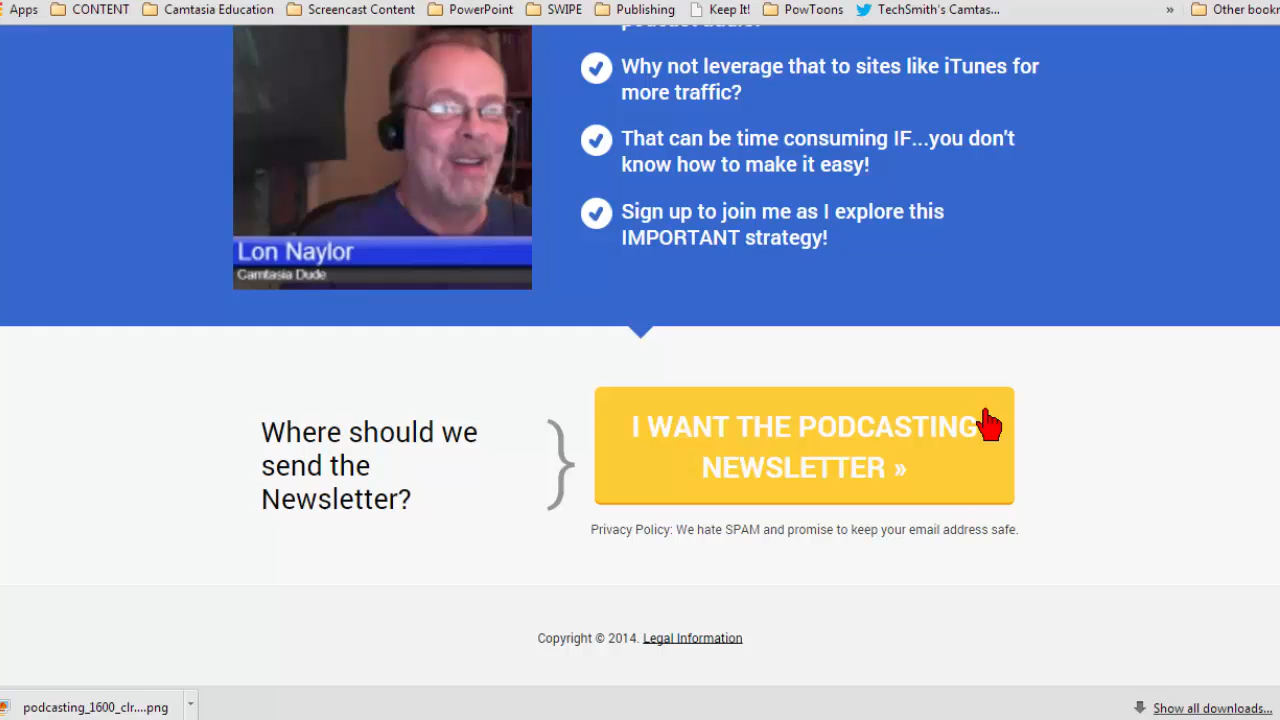 Apps CONTENT Camtasia Education Screencast Content PowerPoint SWIPE Publishing Keep It! PowToons TechSmith's Camtas... » Other bookm
Why not leverage that to sites like iTunes for
more traffic?
That can be time consuming IF...you don't
know how to make it easy!
Sign up to join me as I explore this
IMPORTANT strategy!
Lon Naylor
Camtasia Dude
Where should we
send the
Newsletter?
I WANT THE PODCASTING
NEWSLETTER »
Privacy Policy: We hate SPAM and promise to keep your email address safe.
Copyright © 2014. Legal Information
podcasting_1600_clr....png
Show all downloads...